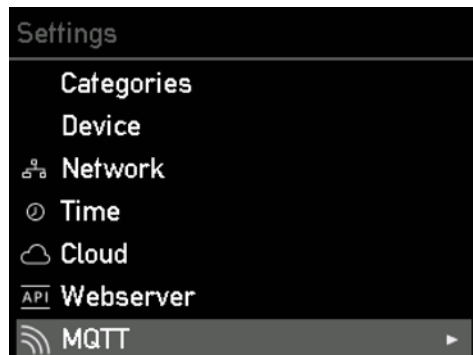 Settings
Categories
Device
Network
Time
Cloud
API Webserver
MQTT